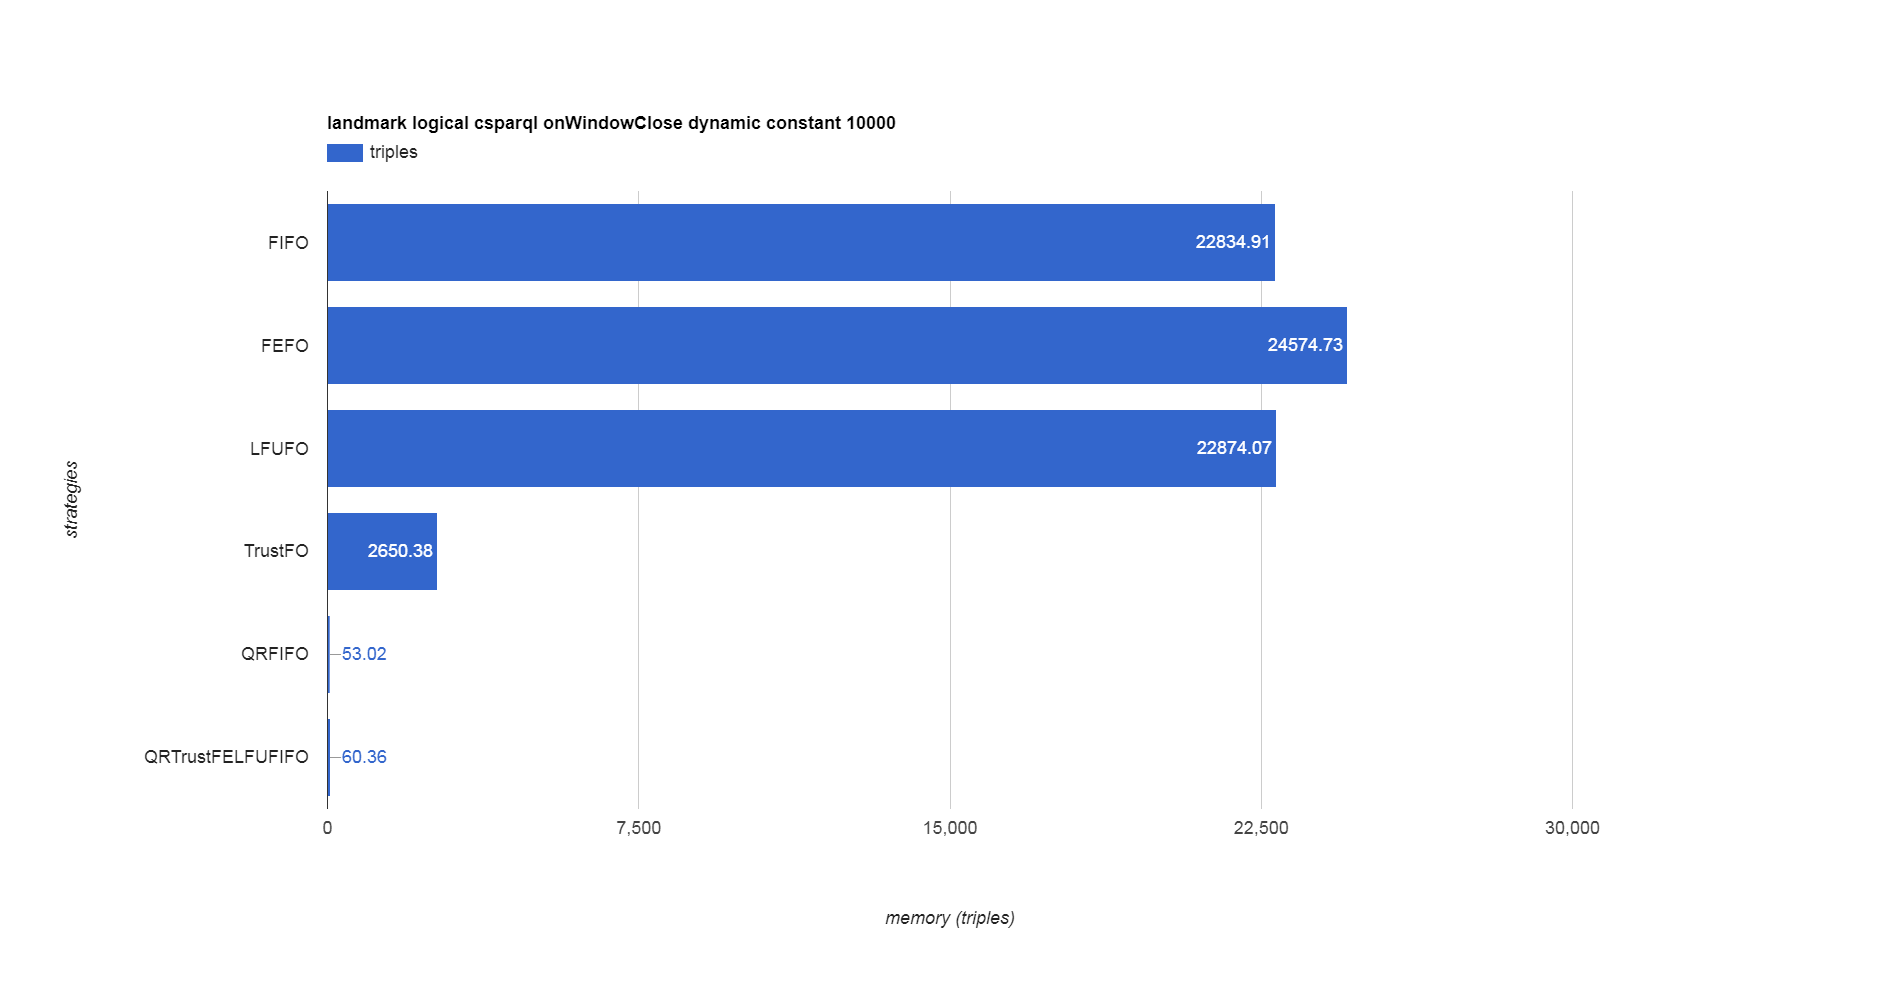 landmark logical csparql onWindowClose dynamic constant 10000
triples
FIFO 22834.91
FEFO 24574.73
LFUFO 22874.07
TrustFO 2650.38
QRFIFO 53.02
QRTrustFELFUFIFO 60.36
0 7,500 15,000 22,500 30,000
strategies
memory (triples)